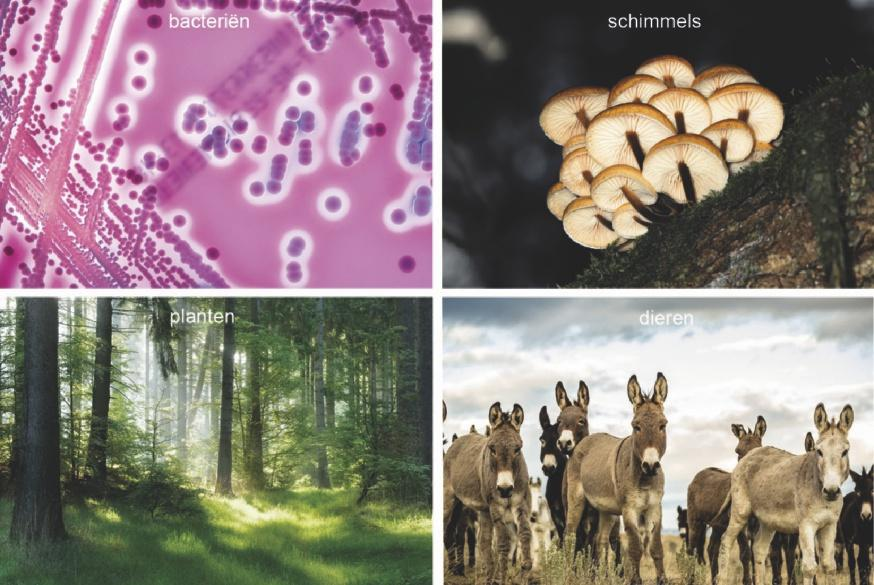 bacteriën
schimmels
planten
dieren